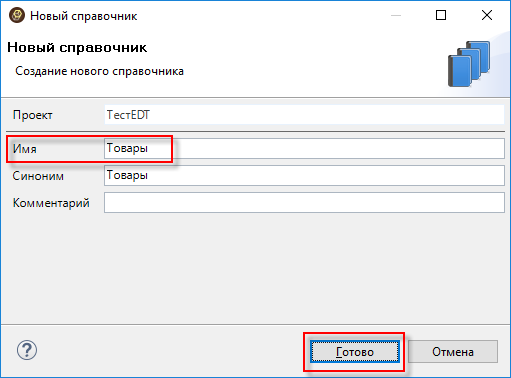 Новый справочник
Новый справочник
Создание нового справочника
Проект ТестEDT
Имя Товары
Синоним Товары
Комментарий
? Готово Отмена